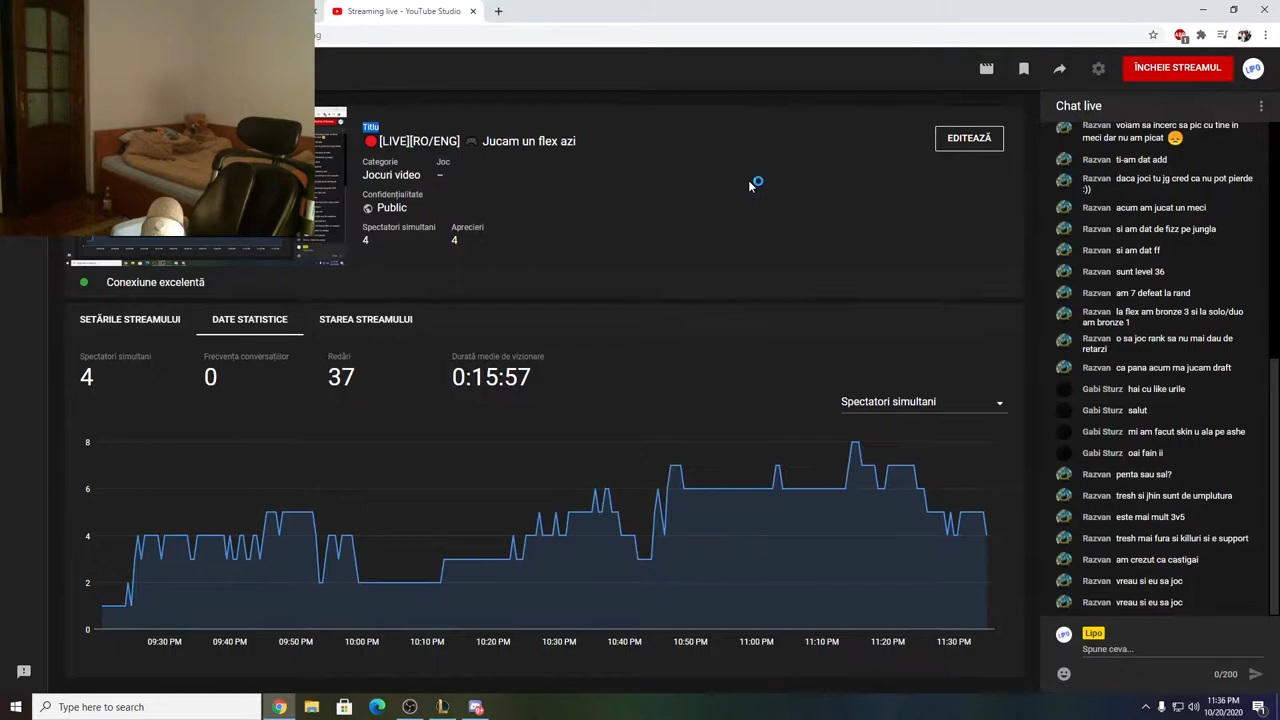 Streaming live - YouTube Studio
og
ABP
1
ÎNCHEIE STREAMUL
LIPO
Titlu
[LIVE][RO/ENG] 🎮 Jucam un flex azi
EDITEAZĂ
Categorie
Joc
Jocuri video
–
Confidențialitate
Public
Spectatori simultani
Aprecieri
4
4
Conexiune excelentă
SETĂRILE STREAMULUI
DATE STATISTICE
STAREA STREAMULUI
Spectatori simultani
Frecvența conversațiilor
Redări
Durată medie de vizionare
4
0
37
0:15:57
Spectatori simultani
8
6
4
2
0
09:30 PM
09:40 PM
09:50 PM
10:00 PM
10:10 PM
10:20 PM
10:30 PM
10:40 PM
10:50 PM
11:00 PM
11:10 PM
11:20 PM
11:30 PM
Chat live
Razvan voiam sa incerc sa pic cu tine in
meci dar nu am picat 😞
Razvan ti-am dat add
Razvan daca joci tu jg cred ca nu pot pierde
:))
Razvan acum am jucat un meci
Razvan si am dat de fizz pe jungla
Razvan si am dat ff
Razvan sunt level 36
Razvan am 7 defeat la rand
Razvan la flex am bronze 3 si la solo/duo
am bronze 1
Razvan o sa joc rank sa nu mai dau de
retarzi
Razvan ca pana acuma ma jucam draft
Gabi Sturz hai cu like urile
Gabi Sturz salut
Gabi Sturz mi am facut skin u ala pe ashe
Gabi Sturz oai fain ii
Razvan penta sau sal?
Razvan tresh si jhin sunt de umplutura
Razvan este mai mult 3v5
Razvan tresh mai fura si killuri si e support
Razvan am crezut ca castigai
Razvan vreau si eu sa joc
Razvan vreau si eu sa joc
LIPO
Lipo
Spune ceva...
0/200
Type here to search
11:36 PM
10/20/2020